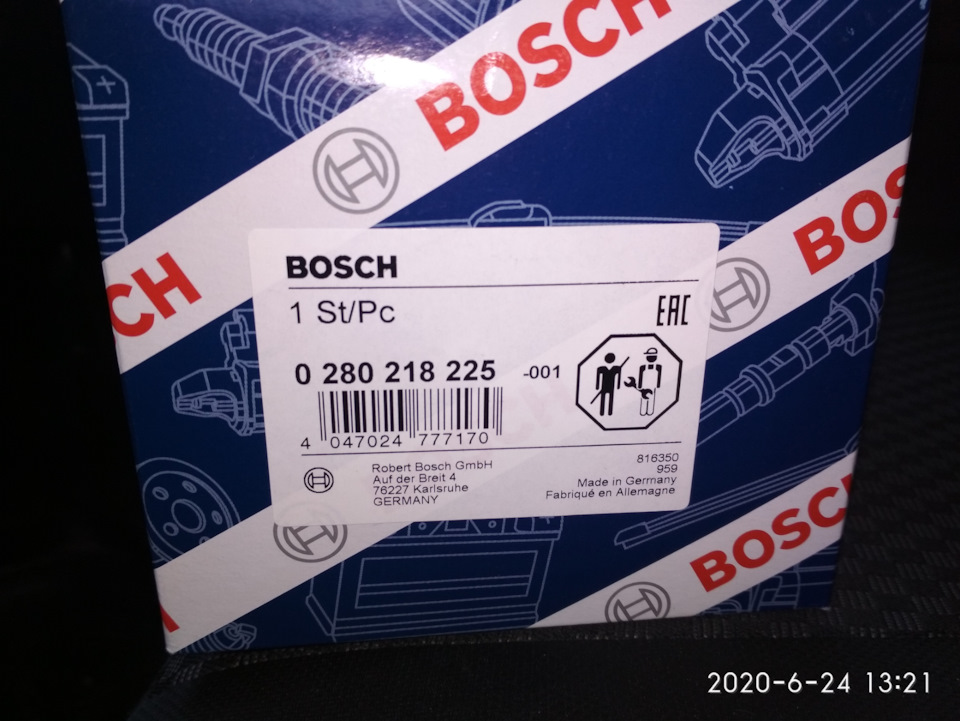 BOSCH
BOSCH
CH
BOSCH
1 St/Pc
EAC
0 280 218 225 -001
4 047024 777170
Robert Bosch GmbH
Auf der Breit 4
76227 Karlsruhe
GERMANY
816350
959
Made in Germany
Fabriqué en Allemagne
BOSCH
2020-6-24 13:21